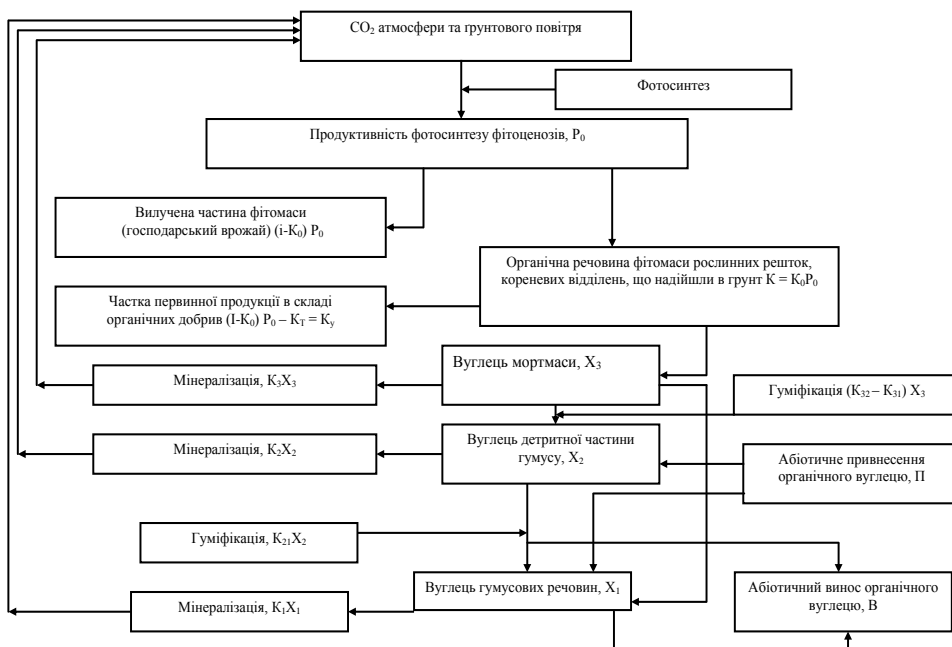 CO₂ атмосфери та ґрунтового повітря
Фотосинтез
Продуктивність фотосинтезу фітоценозів, P₀
Вилучена частина фітомаси
(господарський врожай) (і-K₀) P₀
Органічна речовина фітомаси рослинних решток,
кореневих відділень, що надійшли в грунт K = K₀P₀
Частка первинної продукції в складі
органічних добрив (I-K₀) P₀ – Kт = Kу
Вуглець мортмаси, X₃
Мінералізація, K₃X₃
Гуміфікація (K₃₂ – K₃₁) X₃
Вуглець детритної частини
гумусу, X₂
Мінералізація, K₂X₂
Абіотичне привнесення
органічного вуглецю, П
Гуміфікація, K₂₁X₂
Вуглець гумусових речовин, X₁
Мінералізація, K₁X₁
Абіотичний винос органічного
вуглецю, В